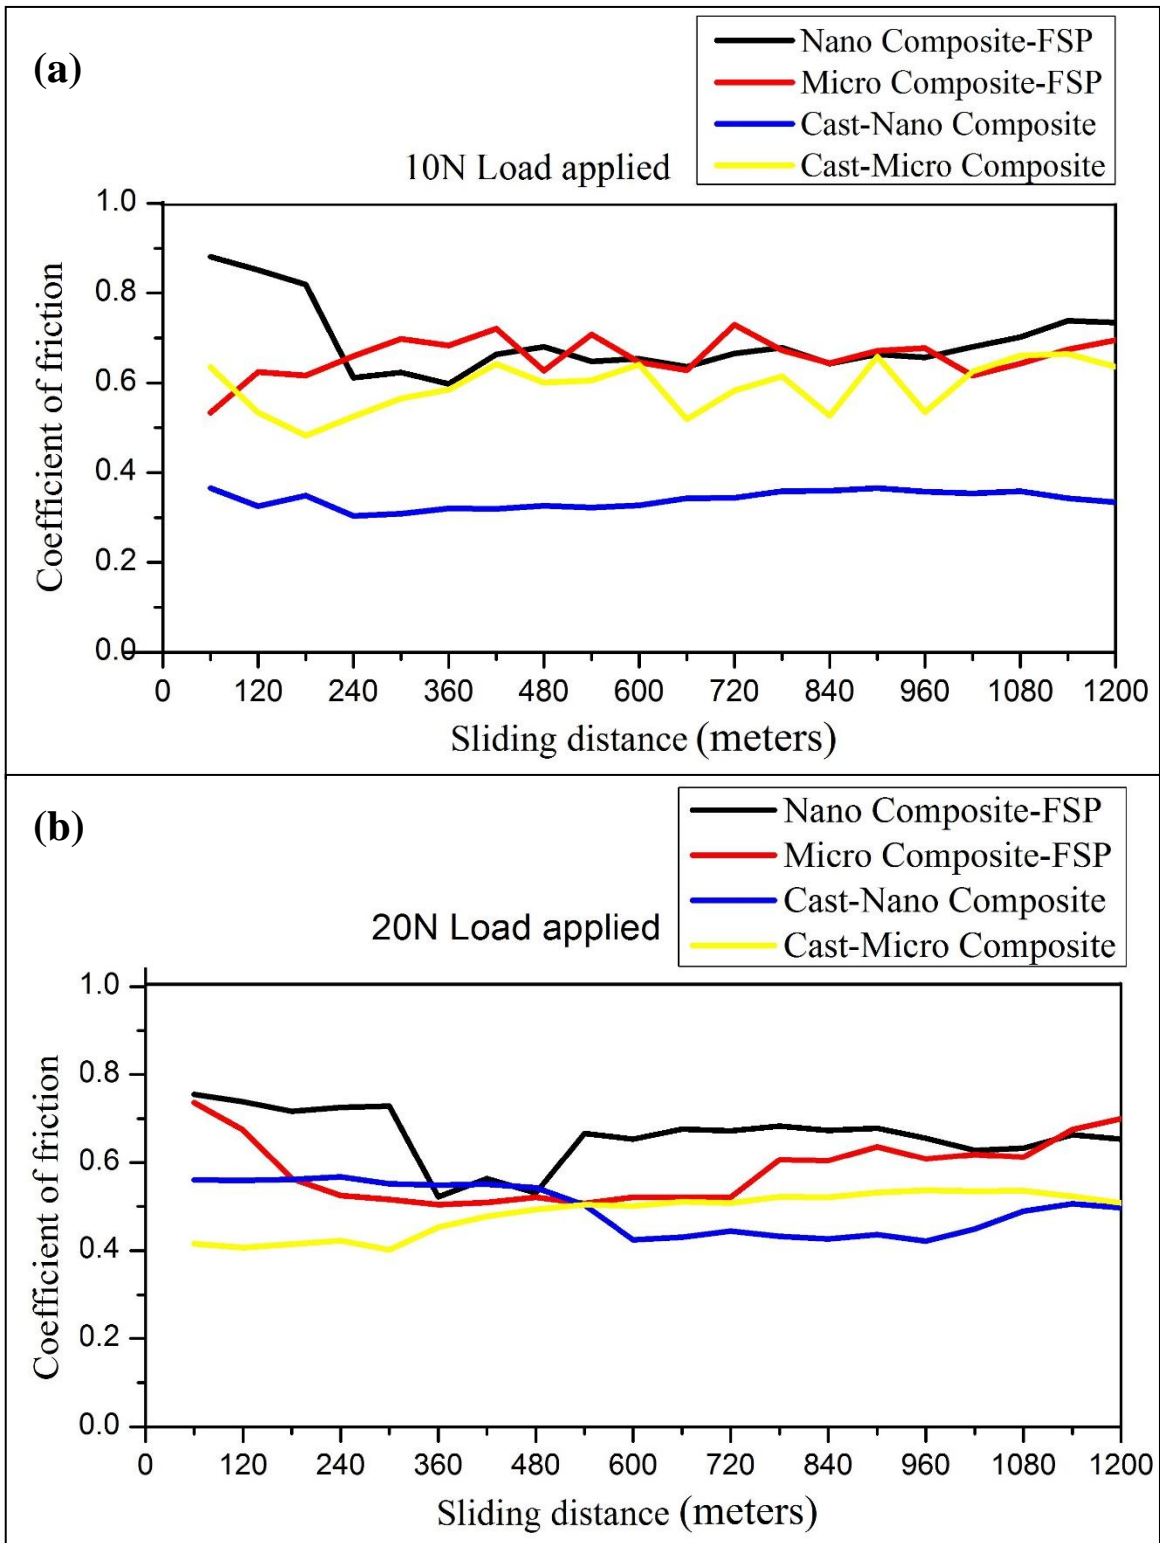 (a)
Nano Composite-FSP
Micro Composite-FSP
Cast-Nano Composite
Cast-Micro Composite
10N Load applied
1.0
0.8
0.6
0.4
0.2
0.0
Coefficient of friction
0 120 240 360 480 600 720 840 960 1080 1200
Sliding distance (meters)
(b)
Nano Composite-FSP
Micro Composite-FSP
Cast-Nano Composite
Cast-Micro Composite
20N Load applied
1.0
0.8
0.6
0.4
0.2
0.0
Coefficient of friction
0 120 240 360 480 600 720 840 960 1080 1200
Sliding distance (meters)